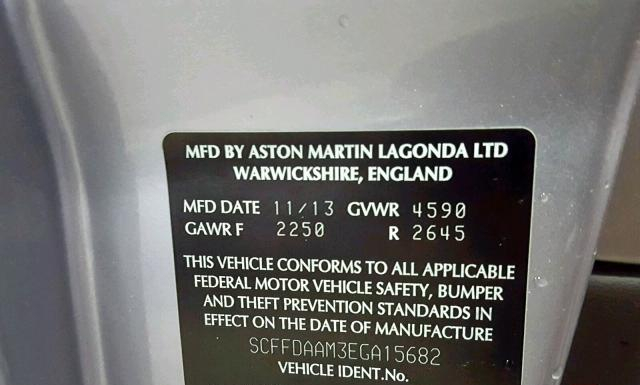 MFD BY ASTON MARTIN LAGONDA LTD
WARWICKSHIRE, ENGLAND
MFD DATE 11/13 GVWR 4590
GAWR F 2250 R 2645
THIS VEHICLE CONFORMS TO ALL APPLICABLE
FEDERAL MOTOR VEHICLE SAFETY, BUMPER
AND THEFT PREVENTION STANDARDS IN
EFFECT ON THE DATE OF MANUFACTURE
SCFFDAAM3EGA15682
VEHICLE IDENT.No.